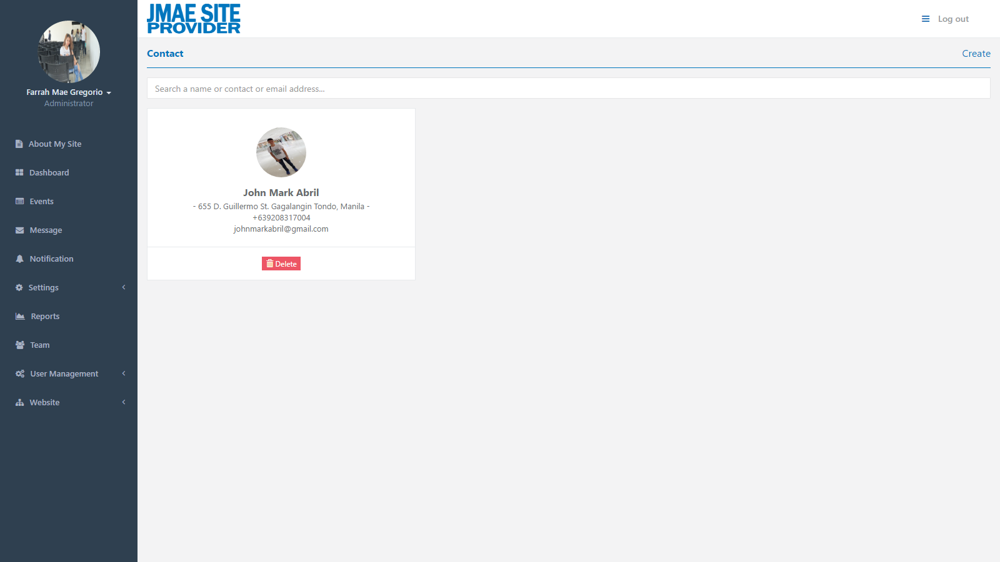 Farrah Mae Gregorio
Administrator
About My Site
Dashboard
Events
Message
Notification
Settings
Reports
Team
User Management
Website
JMAE SITE
PROVIDER
Log out
Contact
Create
Search a name or contact or email address...
John Mark Abril
- 655 D. Guillermo St. Gagalangin Tondo, Manila -
+639208317004
johnmarkabril@gmail.com
Delete